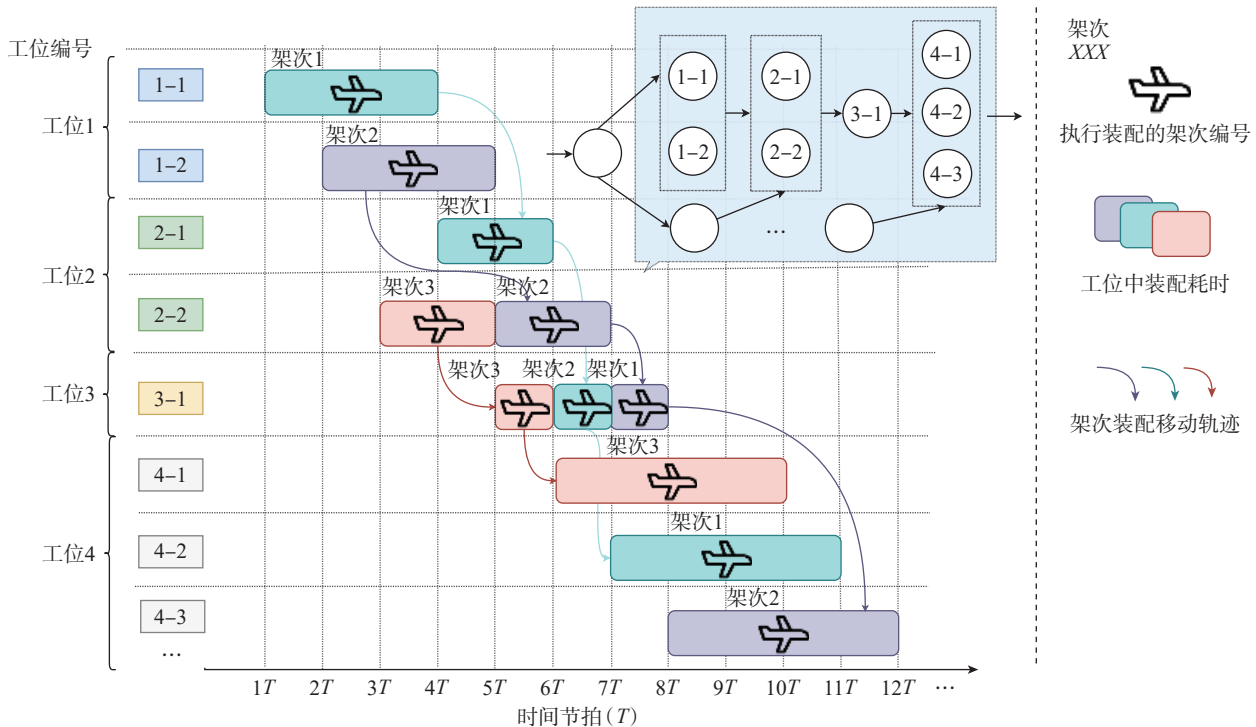 工位编号
架次1
1-1
工位1
架次2
1-2
架次1
2-1
工位2
架次3
架次2
2-2
架次3
架次2
架次1
工位3
3-1
架次3
4-1
架次1
工位4
4-2
架次2
4-3
…
1T
2T
3T
4T
5T
6T
7T
8T
9T
10T
11T
12T
…
时间节拍(T)
1-1
1-2
2-1
2-2
3-1
4-1
4-2
4-3
…
架次
XXX
执行装配的架次编号
工位中装配耗时
架次装配移动轨迹